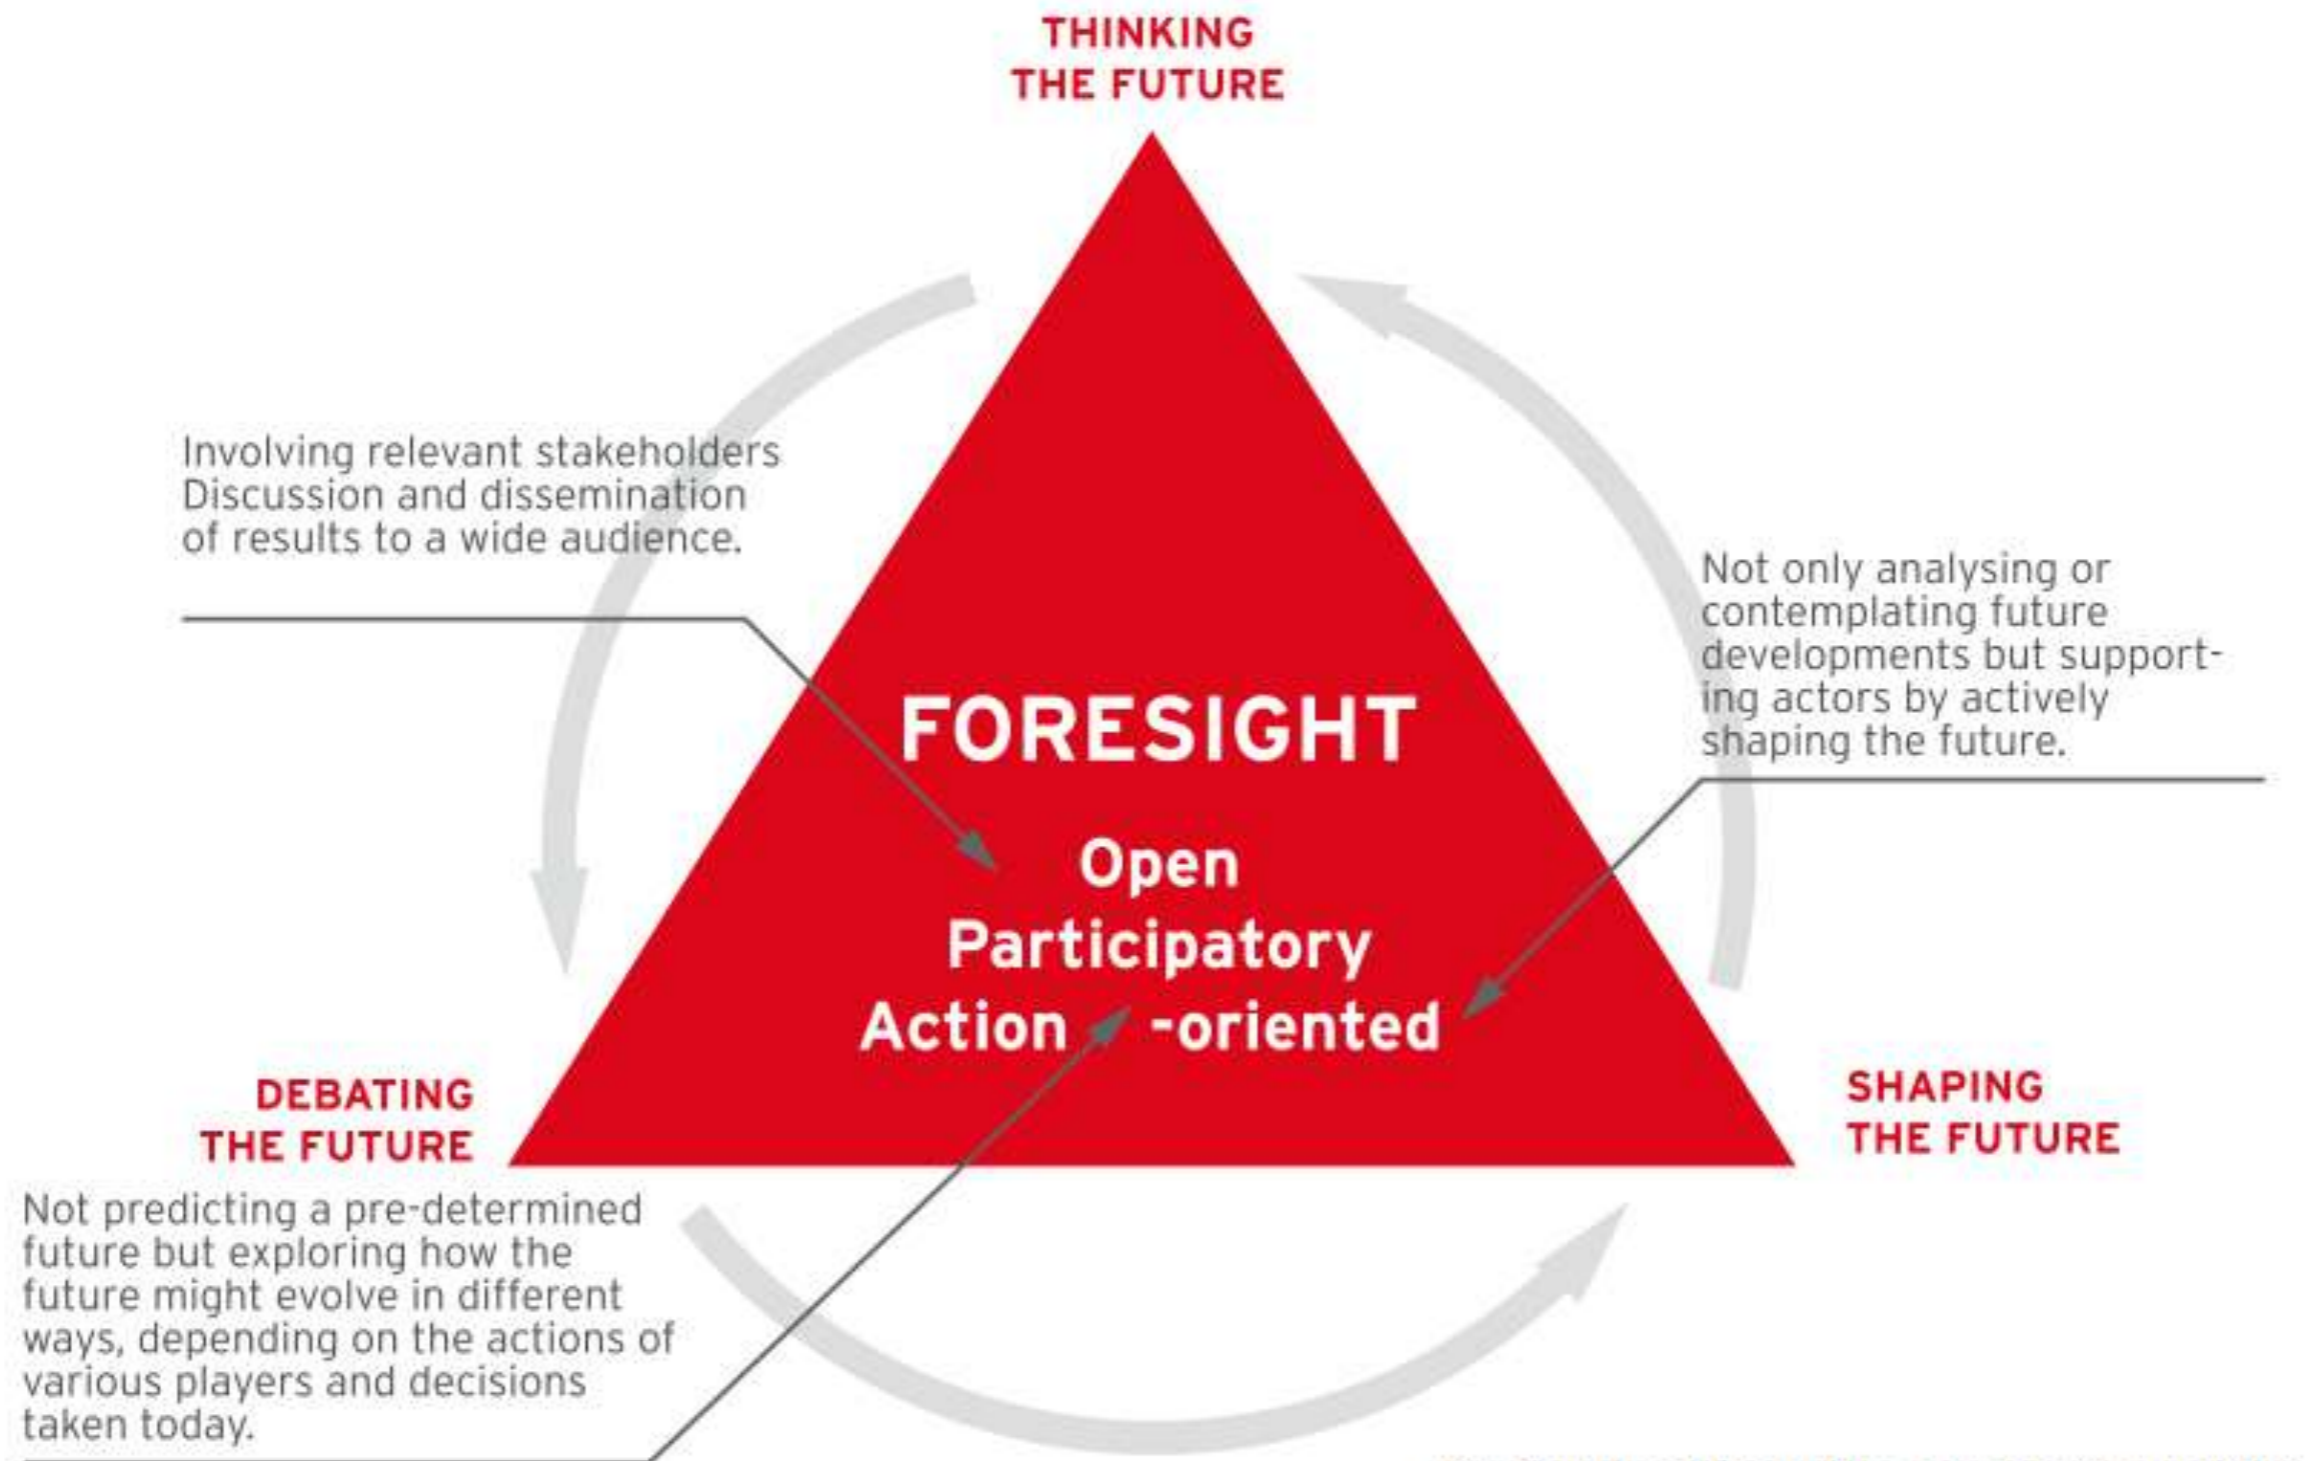 THINKING
THE FUTURE
Involving relevant stakeholders
Discussion and dissemination
of results to a wide audience.
Not only analysing or
contemplating future
developments but support-
ing actors by actively
shaping the future.
FORESIGHT
Open
Participatory
Action -oriented
DEBATING
THE FUTURE
SHAPING
THE FUTURE
Not predicting a pre-determined
future but exploring how the
future might evolve in different
ways, depending on the actions of
various players and decisions
taken today.